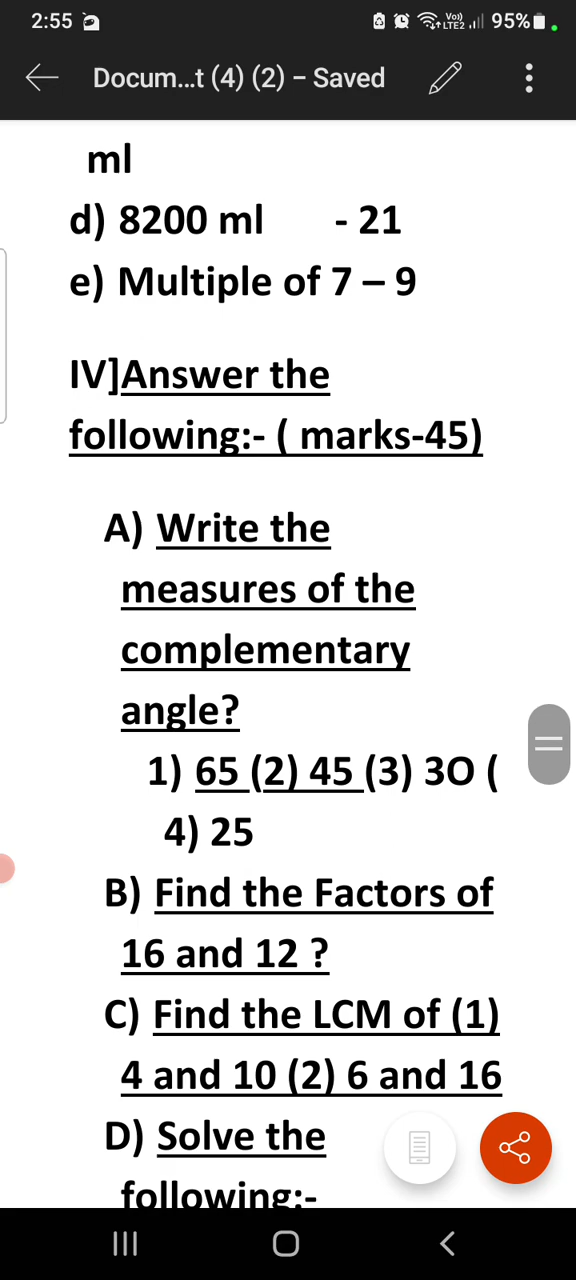 2:55 Vo)) LTE2 95%
Docum...t (4) (2) – Saved
ml
d) 8200 ml - 21
e) Multiple of 7 – 9
IV]Answer the
following:- ( marks-45)
A) Write the
measures of the
complementary
angle?
1) 65 (2) 45 (3) 3O (
4) 25
B) Find the Factors of
16 and 12 ?
C) Find the LCM of (1)
4 and 10 (2) 6 and 16
D) Solve the
following:-